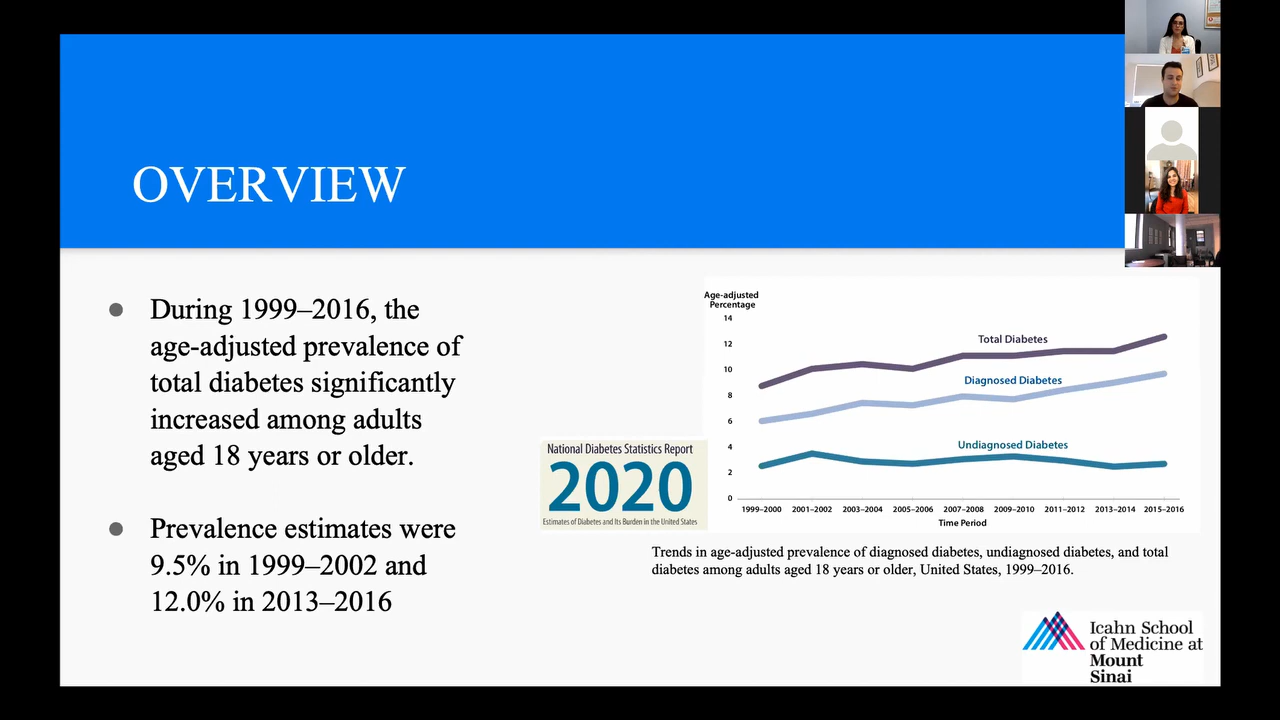 OVERVIEW
● During 1999–2016, the
age-adjusted prevalence of
total diabetes significantly
increased among adults
aged 18 years or older.
● Prevalence estimates were
9.5% in 1999–2002 and
12.0% in 2013–2016
National Diabetes Statistics Report
2020
Estimates of Diabetes and Its Burden in the United States
Age-adjusted
Percentage
14
12
10
8
6
4
2
0
Total Diabetes
Diagnosed Diabetes
Undiagnosed Diabetes
1999–2000 2001–2002 2003–2004 2005–2006 2007–2008 2009–2010 2011–2012 2013–2014 2015–2016
Time Period
Trends in age-adjusted prevalence of diagnosed diabetes, undiagnosed diabetes, and total
diabetes among adults aged 18 years or older, United States, 1999–2016.
Icahn School
of Medicine at
Mount
Sinai